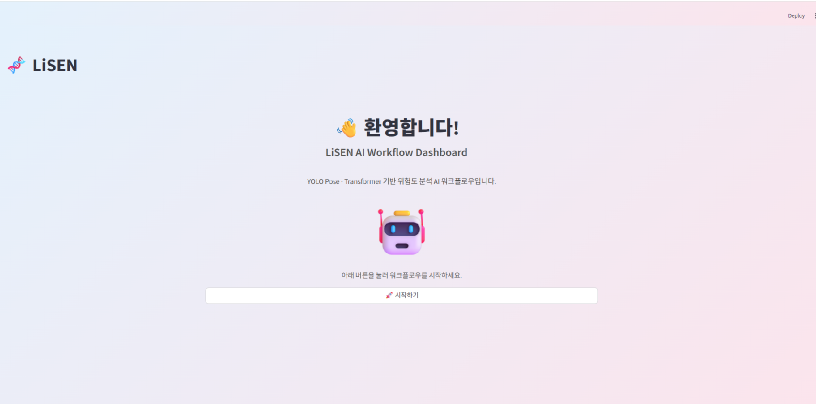 Deploy
LiSEN
환영합니다!
LiSEN AI Workflow Dashboard
YOLO Pose · Transformer 기반 위험도 분석 AI 워크플로우입니다.
아래 버튼을 눌러 워크플로우를 시작하세요.
시작하기